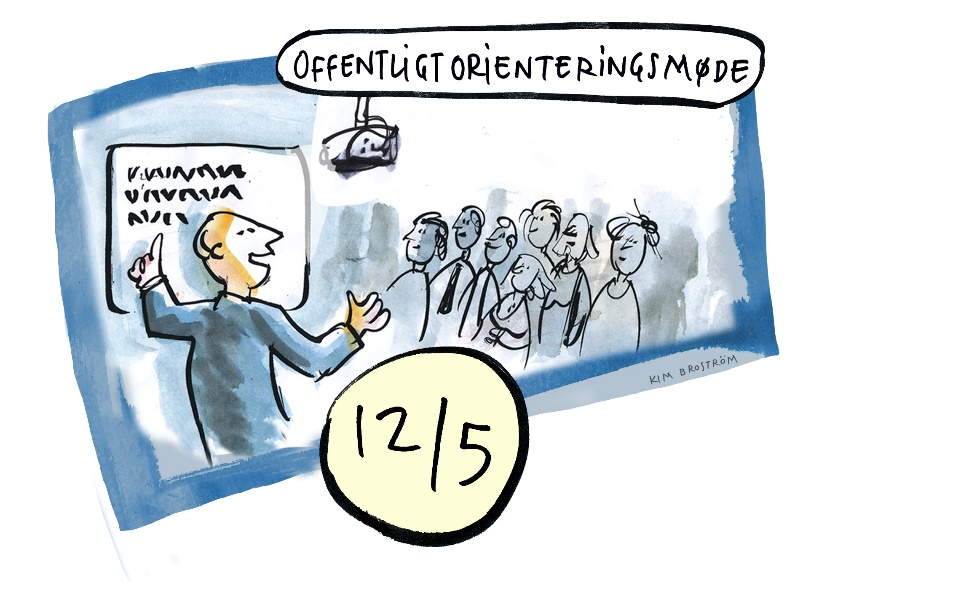 OFFENTLIGT ORIENTERINGSMØDE
KIM BROSTRÖM
12/5